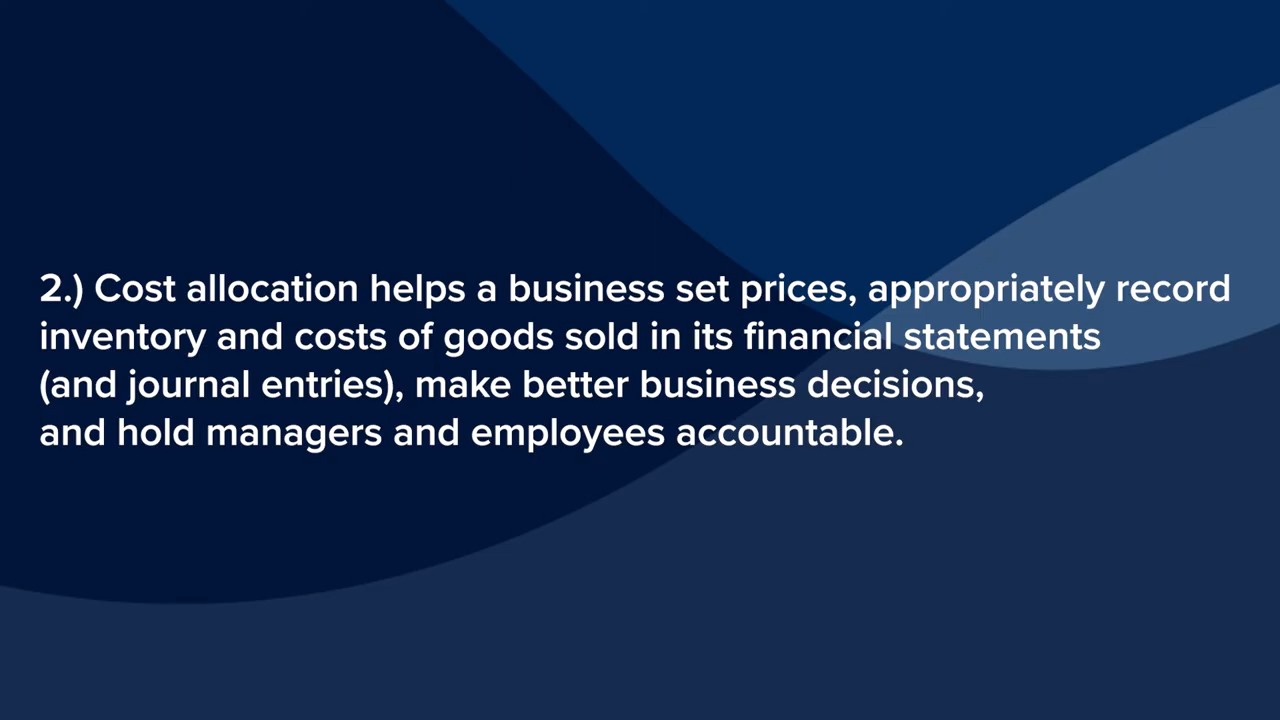 2.) Cost allocation helps a business set prices, appropriately record
inventory and costs of goods sold in its financial statements
(and journal entries), make better business decisions,
and hold managers and employees accountable.